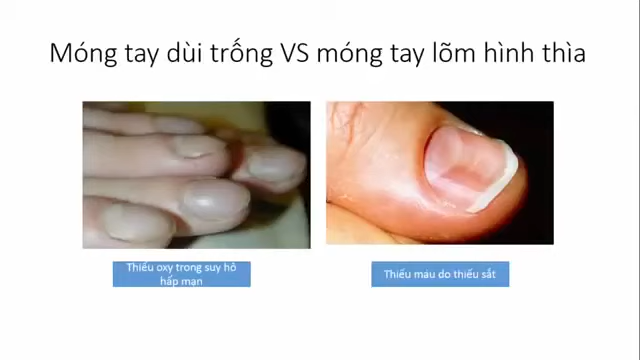 Móng tay dùi trống VS móng tay lõm hình thìa
Thiếu oxy trong suy hô
hấp mạn
Thiếu máu do thiếu sắt